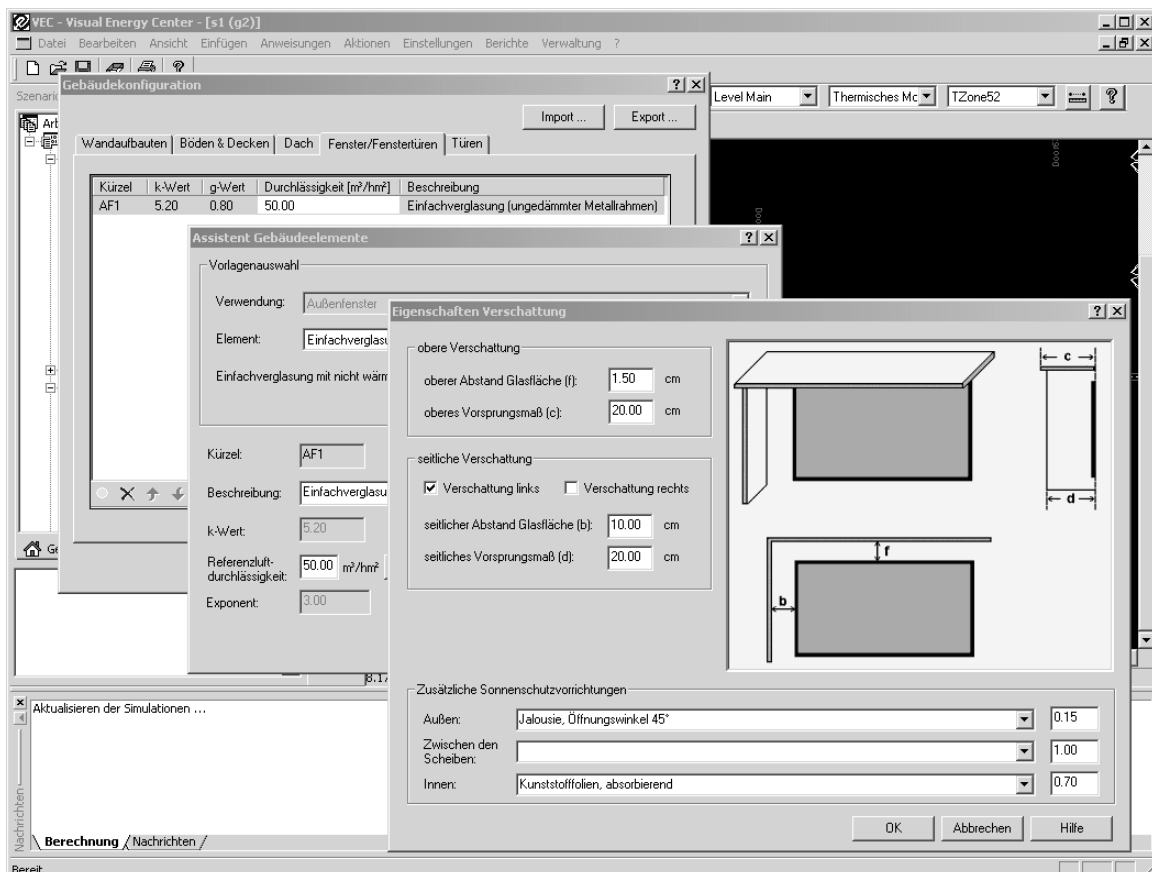 VEC - Visual Energy Center - [s1 (g2)]
Datei Bearbeiten Ansicht Einfügen Anweisungen Aktionen Einstellungen Berichte Verwaltung ?
Gebäudekonfiguration
Level Main Thermisches Mc TZone52
Import ... Export ...
Wandaufbauten Böden & Decken Dach Fenster/Fenstertüren Türen
Kürzel k-Wert g-Wert Durchlässigkeit [m³/hm²] Beschreibung
AF1 5.20 0.80 50.00 Einfachverglasung (ungedämmter Metallrahmen)
Assistent Gebäudeelemente
Vorlagenauswahl
Verwendung: Außenfenster
Element: Einfachverglasu
Einfachverglasung mit nicht wärm
Kürzel: AF1
Beschreibung: Einfachverglasu
k-Wert: 5.20
Referenzluft-
durchlässigkeit: 50.00 m³/hm²
Exponent: 3.00
Eigenschaften Verschattung
obere Verschattung
oberer Abstand Glasfläche (f): 1.50 cm
oberes Vorsprungsmaß (c): 20.00 cm
seitliche Verschattung
Verschattung links Verschattung rechts
seitlicher Abstand Glasfläche (b): 10.00 cm
seitliches Vorsprungsmaß (d): 20.00 cm
c
d
f
b
Zusätzliche Sonnenschutzvorrichtungen
Außen: Jalousie, Öffnungswinkel 45° 0.15
Zwischen den
Scheiben: 1.00
Innen: Kunststofffolien, absorbierend 0.70
OK Abbrechen Hilfe
Aktualisieren der Simulationen ...
Nachrichten
Berechnung Nachrichten
Bereit